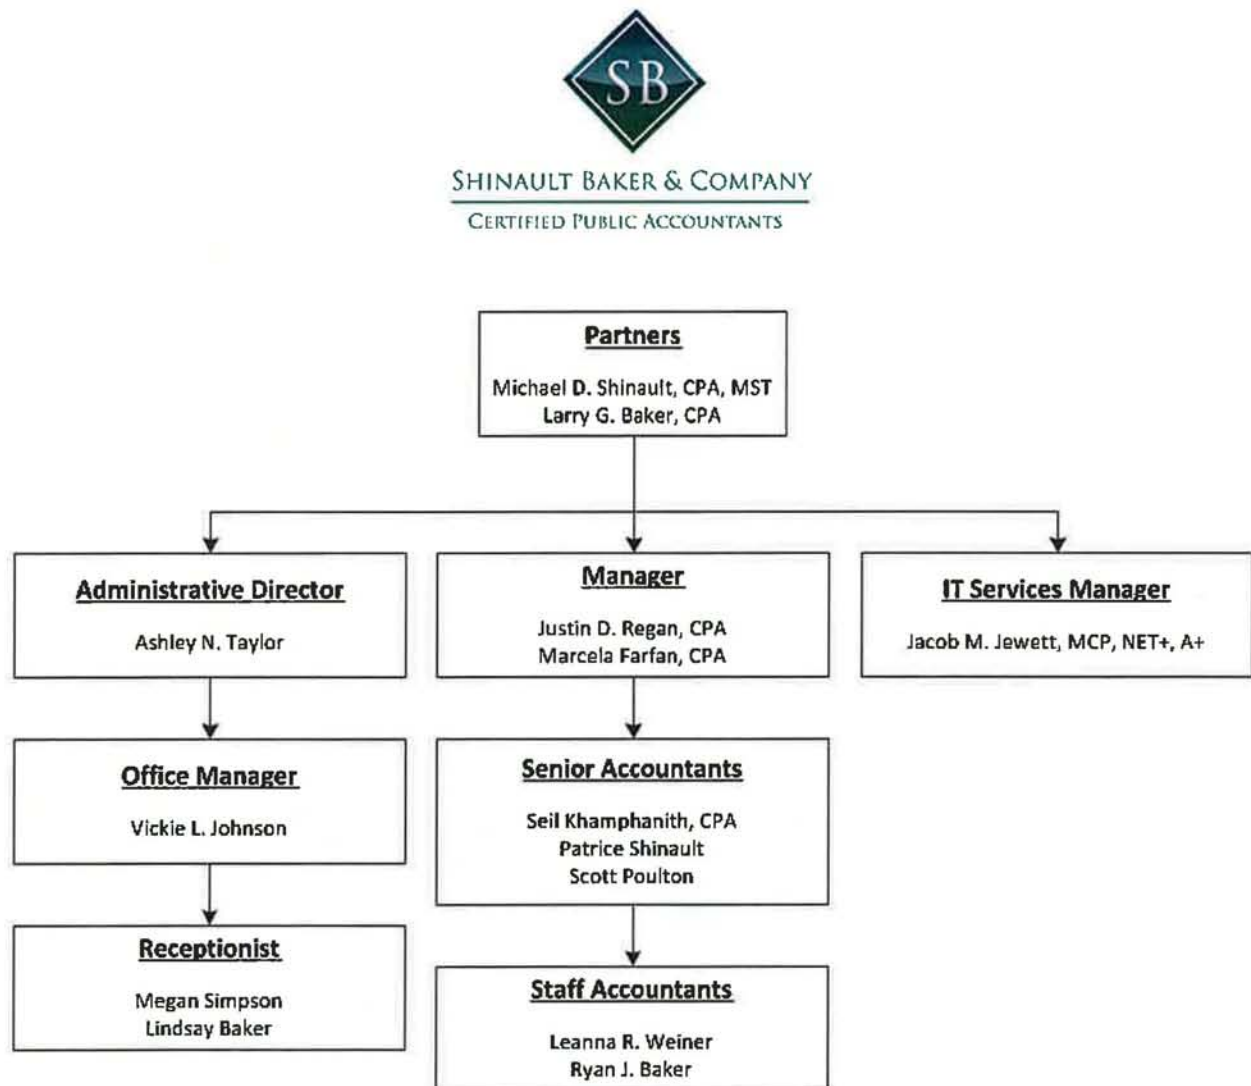 SB
SHINAULT BAKER & COMPANY
CERTIFIED PUBLIC ACCOUNTANTS
Partners
Michael D. Shinault, CPA, MST
Larry G. Baker, CPA
Administrative Director
Ashley N. Taylor
Manager
Justin D. Regan, CPA
Marcela Farfan, CPA
IT Services Manager
Jacob M. Jewett, MCP, NET+, A+
Office Manager
Vickie L. Johnson
Senior Accountants
Seil Khamphanith, CPA
Patrice Shinault
Scott Poulton
Receptionist
Megan Simpson
Lindsay Baker
Staff Accountants
Leanna R. Weiner
Ryan J. Baker